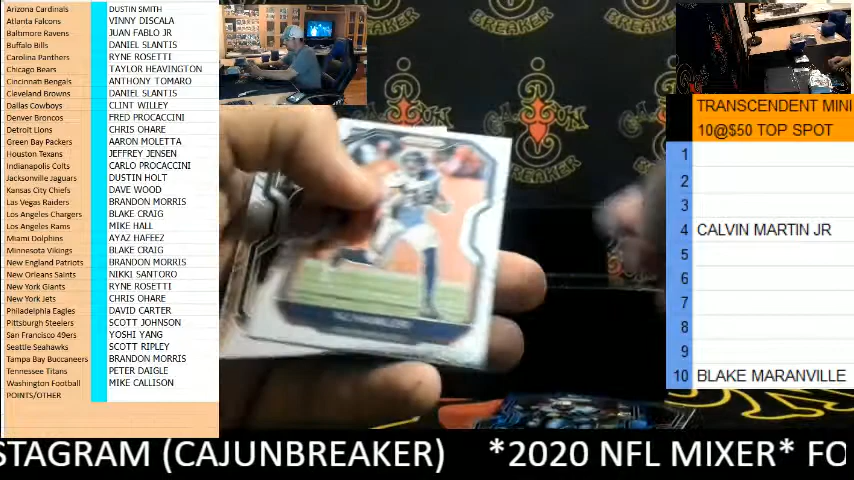 Arizona Cardinals DUSTIN SMITH
Atlanta Falcons VINNY DISCALA
Baltmore Ravens JUAN FABLO JR
Buffalo Bills DANIEL SLANTIS
Carolina Panthers RYNE ROSETTI
Chicago Bears TAYLOR HEAVINGTON
Cincinnati Bengals ANTHONY TOMARO
Cleveland Browns DANIEL SLANTIS
Dallas Cowboys CLINT WILLEY
Denver Broncos FRED PROCACCINI
Detroit Lions CHRIS OHARE
Green Bay Packers AARON MOLETTA
Houston Texans JEFFREY JENSEN
Indianapolis Colts CARLO PROCACCINI
Jacksonville Jaguars DUSTIN HOLT
Kansas City Chiefs DAVE WOOD
Las Vegas Raiders BRANDON MORRIS
Los Angeles Chargers BLAKE CRAIG
Los Angeles Rams MIKE HALL
Miami Dolphins AYAZ HAFEEZ
Minnesota Vikings BLAKE CRAIG
New England Patriots BRANDON MORRIS
New Orleans Saints NIKKI SANTORO
New York Giants RYNE ROSETTI
New York Jets CHRIS OHARE
Philadelphia Eagles DAVID CARTER
Pittsburgh Steelers SCOTT JOHNSON
San Francisco 49ers YOSHI YANG
Seattle Seahawks SCOTT RIPLEY
Tampa Bay Buccaneers BRANDON MORRIS
Tennessee Titans PETER DAIGLE
Washington Football MIKE CALLISON
POINTS/OTHER
CAJUN
BREAKER
BREAKER
BREAKER
TRANSCENDENT MINI
10@$50 TOP SPOT
1
2
3
4 CALVIN MARTIN JR
5
6
7
8
9
10 BLAKE MARANVILLE
STAGRAM (CAJUNBREAKER) *2020 NFL MIXER* FO